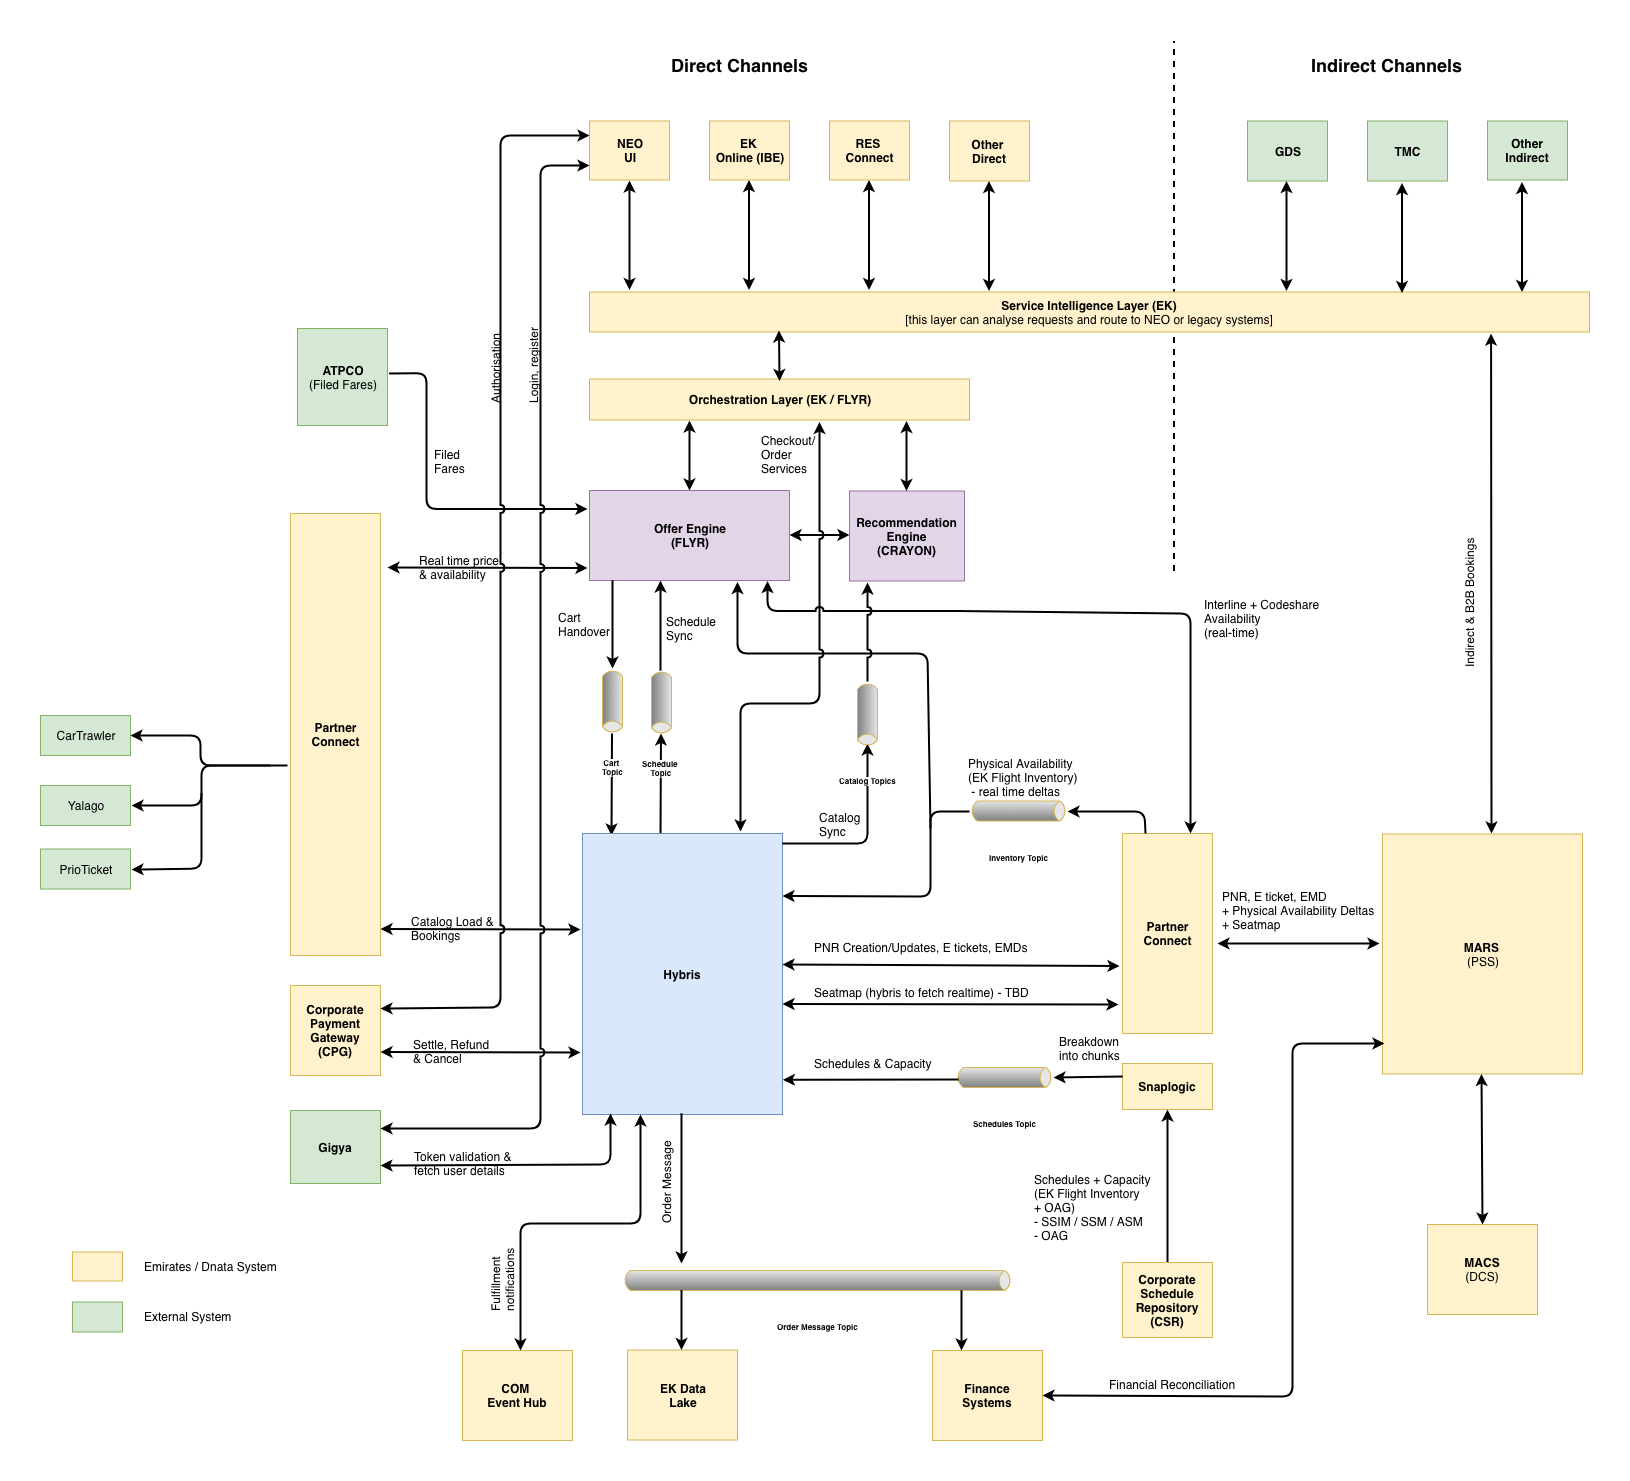 Direct Channels
Indirect Channels
NEO
UI
EK
Online (IBE)
RES
Connect
Other
Direct
GDS
TMC
Other
Indirect
Service Intelligence Layer (EK)
[this layer can analyse requests and route to NEO or legacy systems]
ATPCO
(Filed Fares)
Authorisation
Login, register
Orchestration Layer (EK / FLYR)
Filed
Fares
Checkout/
Order
Services
Offer Engine
(FLYR)
Recommendation
Engine
(CRAYON)
Real time price
& availability
Indirect & B2B Bookings
Cart
Handover
Schedule
Sync
Interline + Codeshare
Availability
(real-time)
Partner
Connect
CarTrawler
Yalago
PrioTicket
Cart
Topic
Schedule
Topic
Catalog Topics
Catalog
Sync
Physical Availability
(EK Flight Inventory)
- real time deltas
Inventory Topic
Catalog Load &
Bookings
Hybris
PNR Creation/Updates, E tickets, EMDs
Seatmap (hybris to fetch realtime) - TBD
Partner
Connect
PNR, E ticket, EMD
+ Physical Availability Deltas
+ Seatmap
MARS
(PSS)
Corporate
Payment
Gateway
(CPG)
Settle, Refund
& Cancel
Schedules & Capacity
Breakdown
into chunks
Snaplogic
Schedules Topic
Gigya
Token validation &
fetch user details
Order Message
Schedules + Capacity
(EK Flight Inventory
+ OAG)
- SSIM / SSM / ASM
- OAG
Fulfillment
notifications
Emirates / Dnata System
External System
Order Message Topic
Corporate
Schedule
Repository
(CSR)
MACS
(DCS)
COM
Event Hub
EK Data
Lake
Finance
Systems
Financial Reconciliation